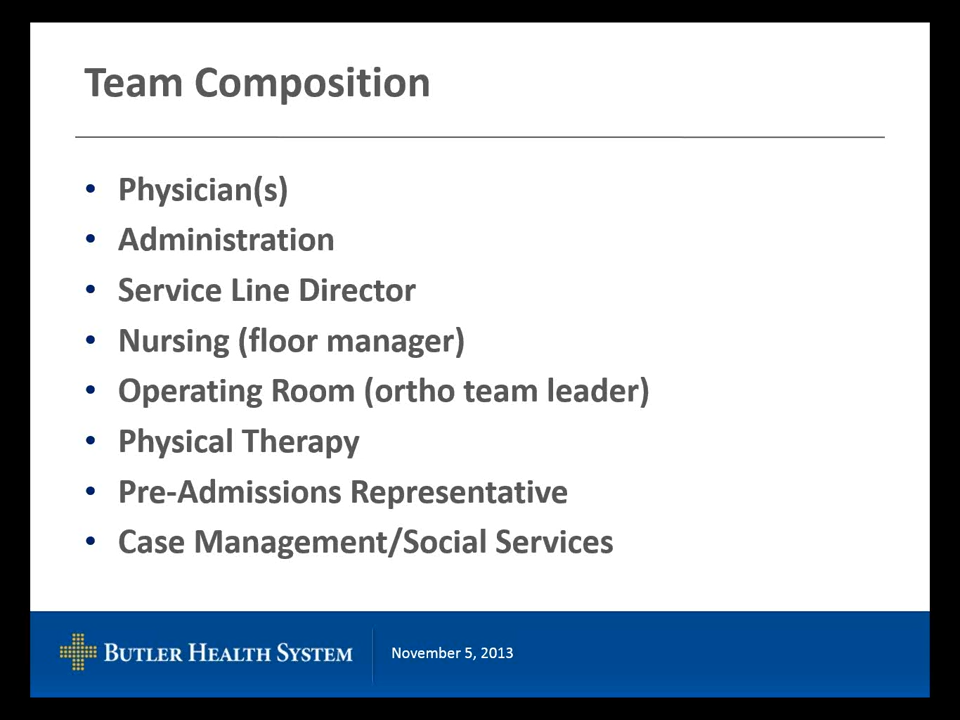 Team Composition
• Physician(s)
• Administration
• Service Line Director
• Nursing (floor manager)
• Operating Room (ortho team leader)
• Physical Therapy
• Pre-Admissions Representative
• Case Management/Social Services
BUTLER HEALTH SYSTEM
November 5, 2013